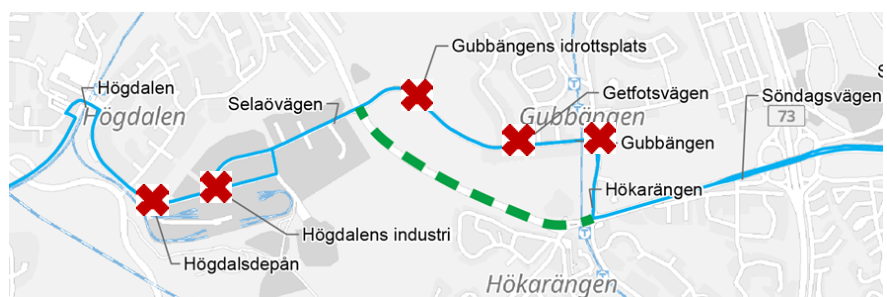 Gubbängens idrottsplats
Högdalen
Getfotsvägen
Söndagsvägen
S
Selaövägen
Högdalen
Gubbängen
73
Gubbängen
Hökarängen
Högdalens industri
Högdalsdepån
Hökarängen
T
T